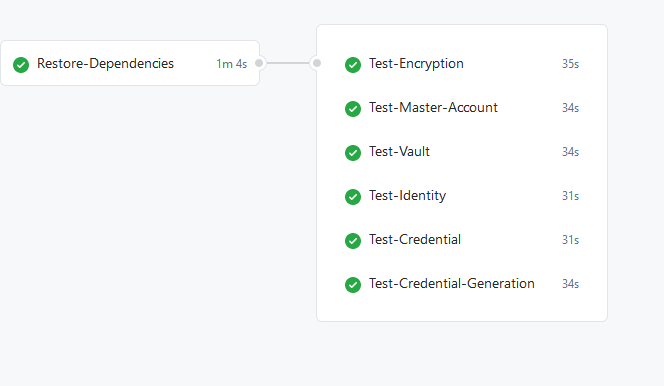 Restore-Dependencies 1m 4s
Test-Encryption 35s
Test-Master-Account 34s
Test-Vault 34s
Test-Identity 31s
Test-Credential 31s
Test-Credential-Generation 34s